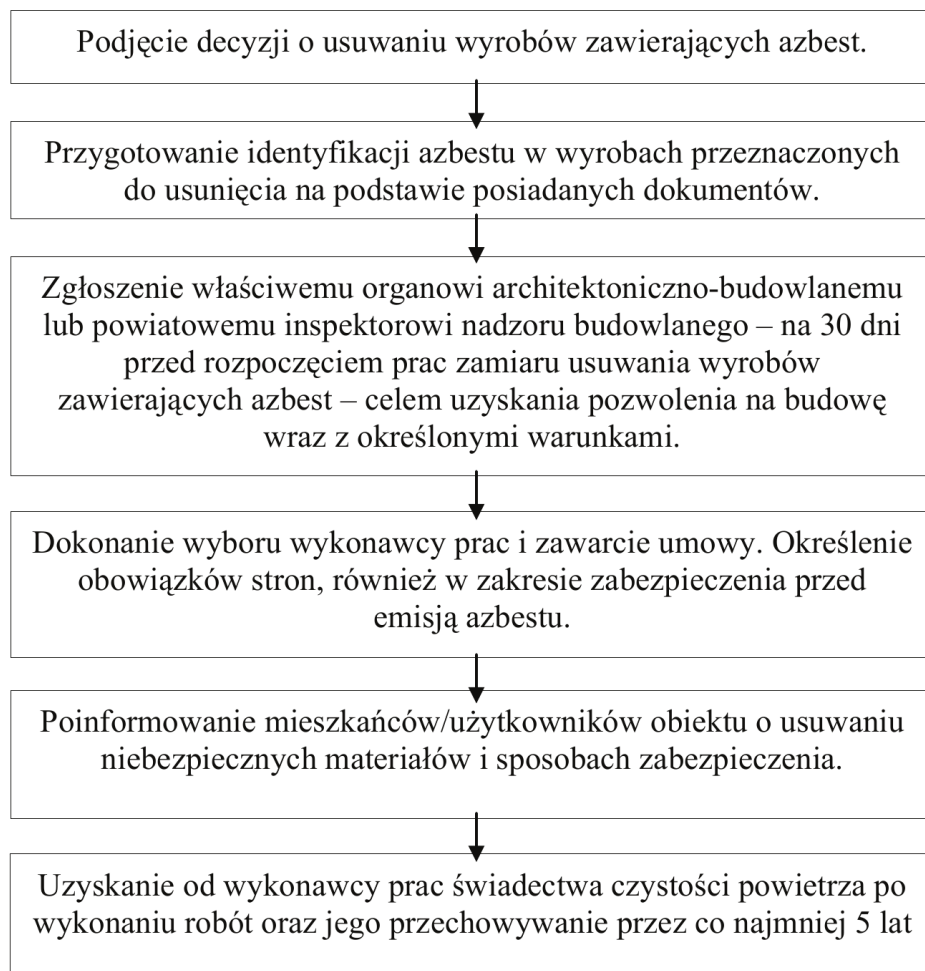 Podjęcie decyzji o usuwaniu wyrobów zawierających azbest.
Przygotowanie identyfikacji azbestu w wyrobach przeznaczonych
do usunięcia na podstawie posiadanych dokumentów.
Zgłoszenie właściwemu organowi architektoniczno-budowlanemu
lub powiatowemu inspektorowi nadzoru budowlanego – na 30 dni
przed rozpoczęciem prac zamiaru usuwania wyrobów
zawierających azbest – celem uzyskania pozwolenia na budowę
wraz z określonymi warunkami.
Dokonanie wyboru wykonawcy prac i zawarcie umowy. Określenie
obowiązków stron, również w zakresie zabezpieczenia przed
emisją azbestu.
Poinformowanie mieszkańców/użytkowników obiektu o usuwaniu
niebezpiecznych materiałów i sposobach zabezpieczenia.
Uzyskanie od wykonawcy prac świadectwa czystości powietrza po
wykonaniu robót oraz jego przechowywanie przez co najmniej 5 lat